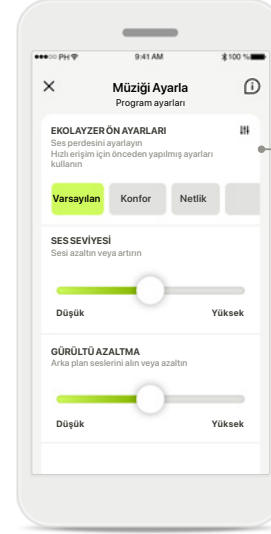 PH 9:41 AM 100 %
Müziği Ayarla
Program ayarları
EKOLAYZER ÖN AYARLARI
Ses perdesini ayarlayın
Hızlı erişim için önceden yapılmış ayarları
kullanın
Varsayılan Konfor Netlik
SES SEVİYESİ
Sesi azaltın veya artırın
Düşük Yüksek
GÜRÜLTÜ AZALTMA
Arka plan seslerini alın veya azaltın
Düşük Yüksek